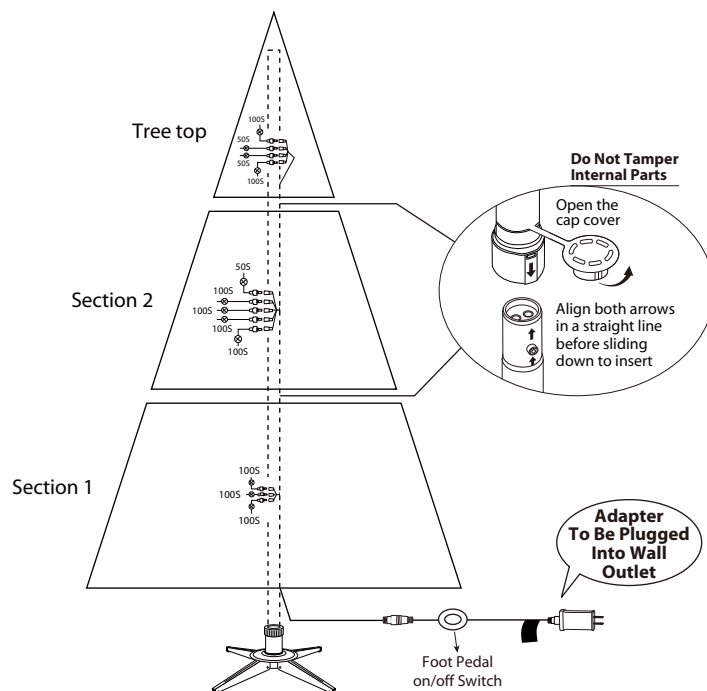 Tree top
100S
50S
50S
100S
Do Not Tamper
Internal Parts
Open the
cap cover
Align both arrows
in a straight line
before sliding
down to insert
Section 2
50S
100S
100S
100S
100S
Section 1
100S
100S
100S
Adapter
To Be Plugged
Into Wall
Outlet
Foot Pedal
on/off Switch